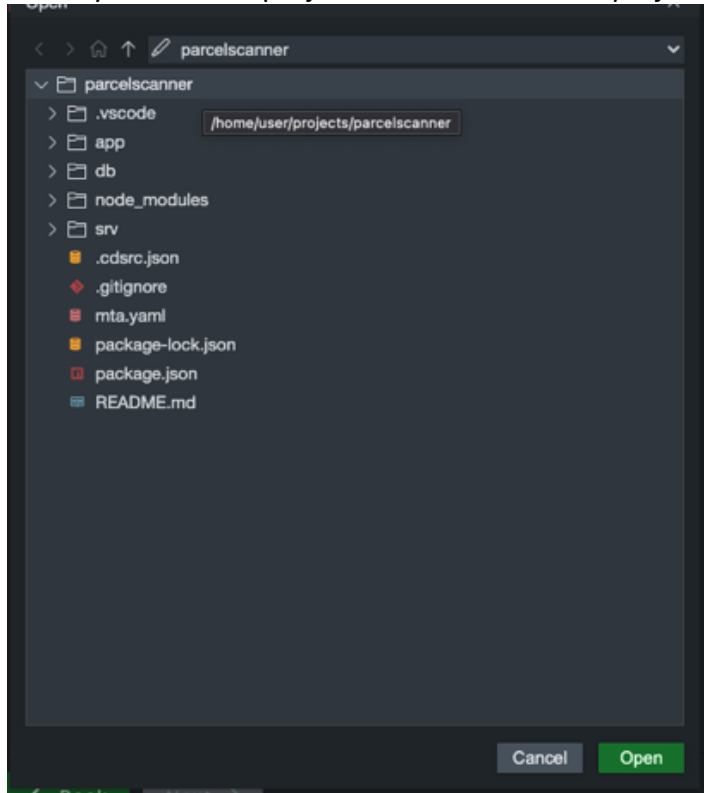 Open
parcelscanner
parcelscanner
.vscode
/home/user/projects/parcelscanner
app
db
node_modules
srv
.cdsrc.json
.gitignore
mta.yaml
package-lock.json
package.json
README.md
Cancel Open